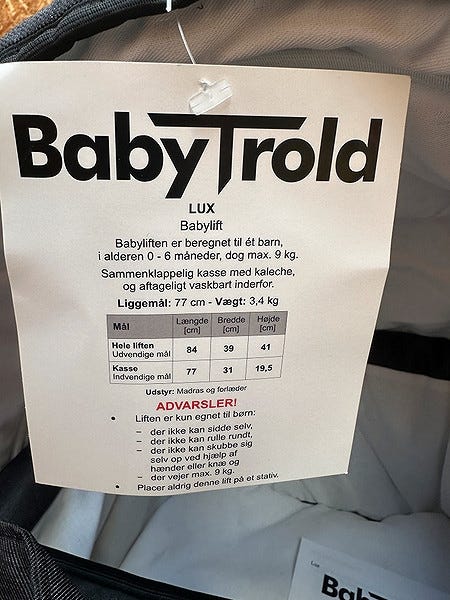 BabyTrold
LUX
Babylift
Babyliften er beregnet til ét barn,
i alderen 0 - 6 måneder, dog max. 9 kg.
Sammenklappelig kasse med kaleche,
og aftageligt vaskbart inderfor.
Liggemål: 77 cm - Vægt: 3,4 kg
Mål Længde [cm] Bredde [cm] Højde [cm]
Hele liften
Udvendige mål 84 39 41
Kasse
Indvendige mål 77 31 19,5
Udstyr: Madras og forlæder
ADVARSLER!
• Liften er kun egnet til børn:
– der ikke kan sidde selv,
– der ikke kan rulle rundt,
– der ikke kan skubbe sig
selv op ved hjælp af
hænder eller knæ og
– der vejer max. 9 kg.
• Placer aldrig denne lift på et stativ.
Lux
Bab